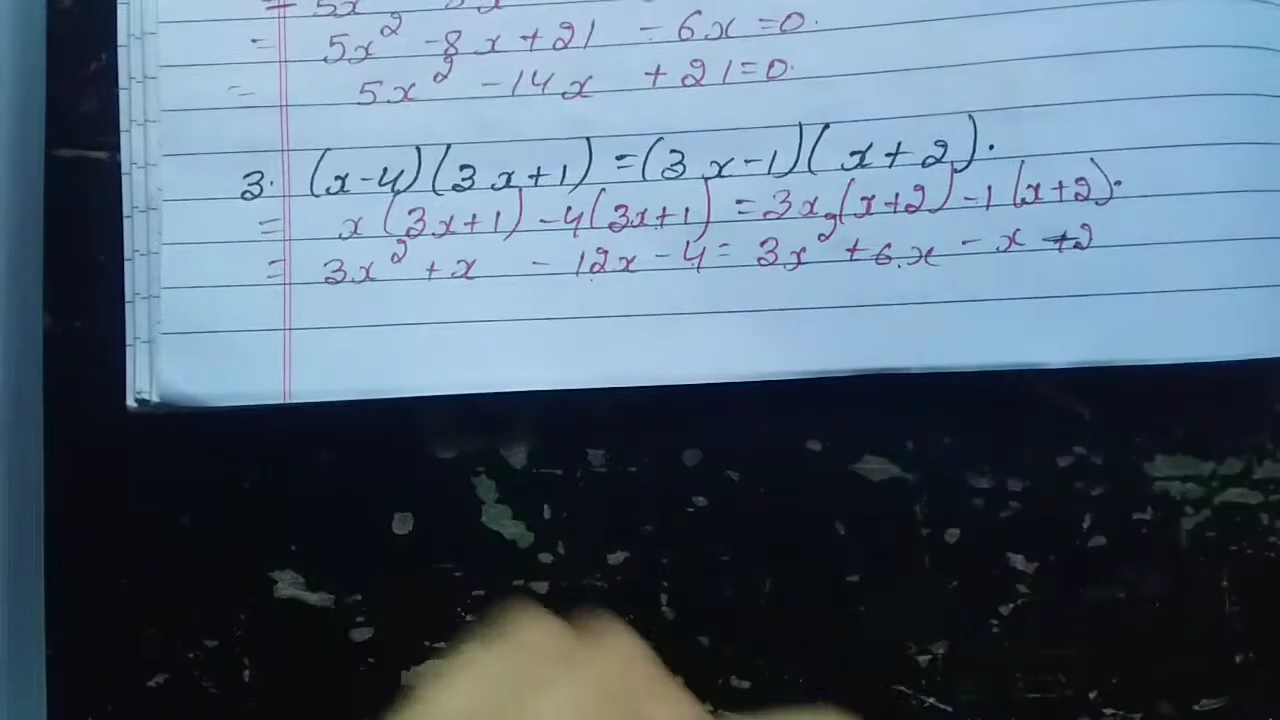 = 5x² -8x +21 - 6x =0.
= 5x² -14x +21=0.
3. (x-4)(3x+1) =(3x-1)(x+2).
= x(3x+1) -4(3x+1) =3x(x+2) -1(x+2).
= 3x² +x -12x -4= 3x² +6x -x +2